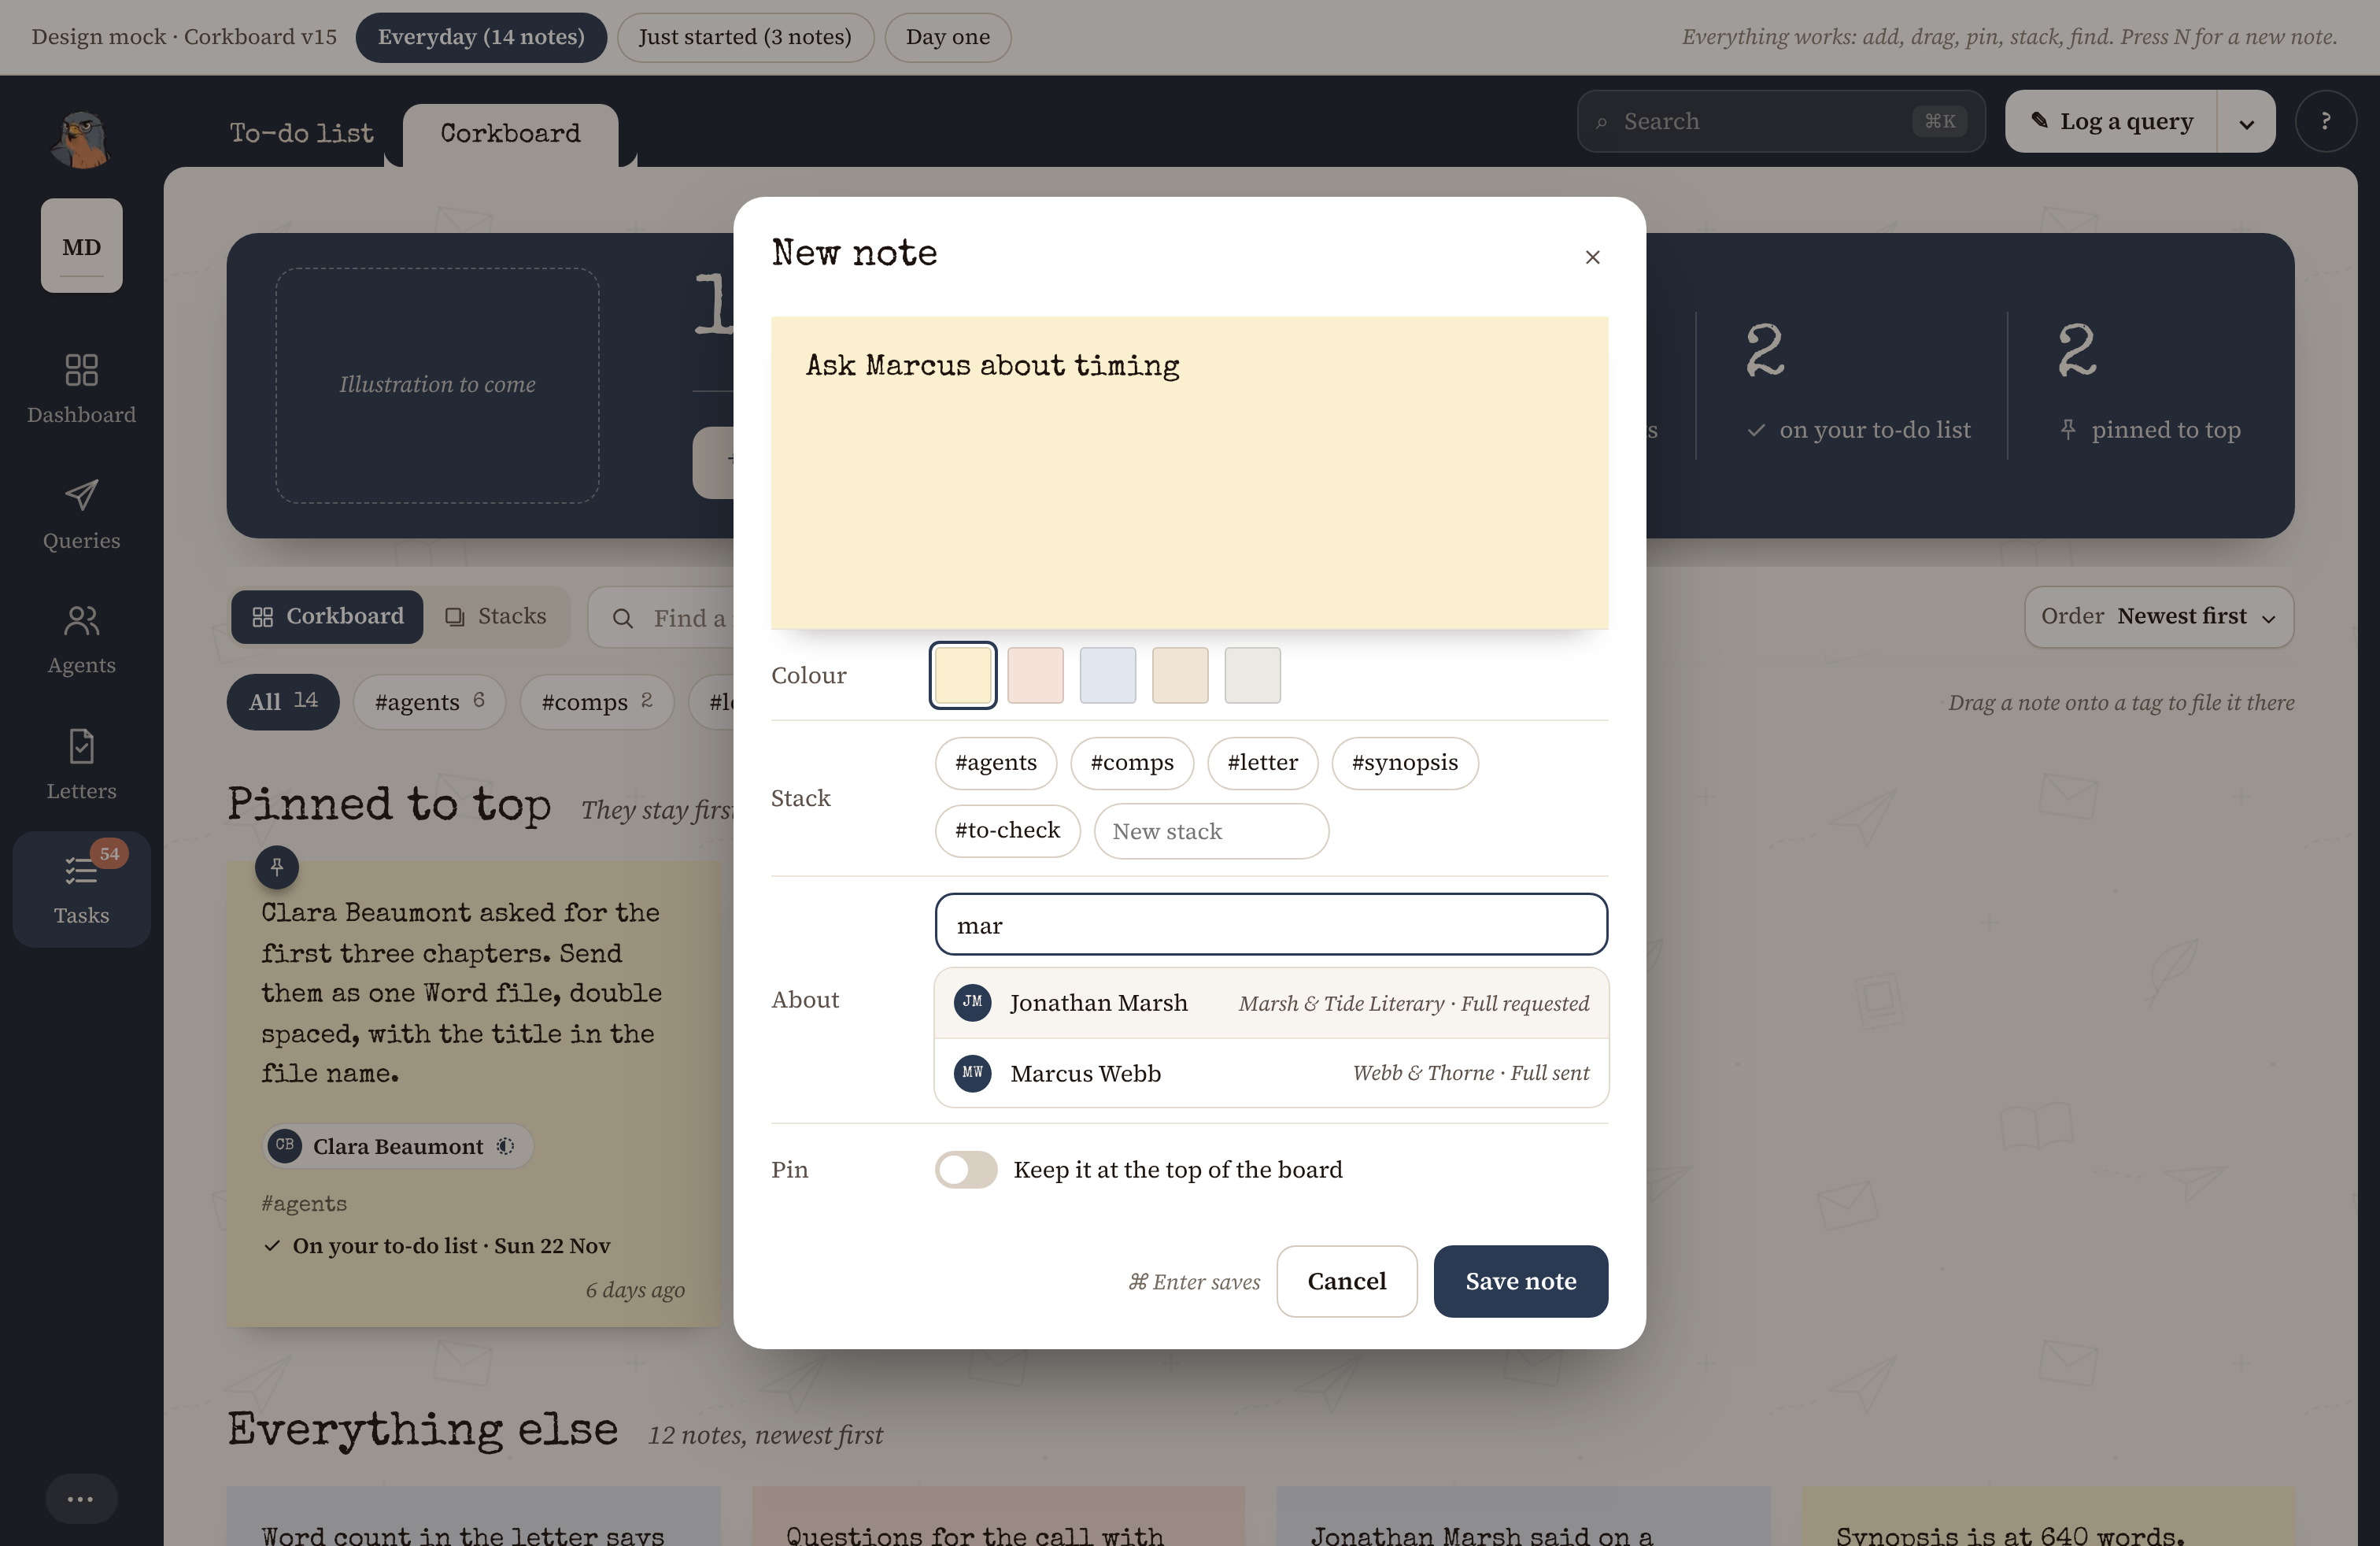 Design mock · Corkboard v15
Everyday (14 notes)
Just started (3 notes)
Day one
Everything works: add, drag, pin, stack, find. Press N for a new note.
To-do list
Corkboard
Search
⌘K
✎ Log a query
?
MD
Dashboard
Queries
Agents
Letters
54
Tasks
Illustration to come
2
on your to-do list
2
pinned to top
Corkboard
Stacks
Find a
Order Newest first
All 14
#agents 6
#comps 2
Drag a note onto a tag to file it there
Pinned to top
They stay
Clara Beaumont asked for the
first three chapters. Send
them as one Word file, double
spaced, with the title in the
file name.
CB Clara Beaumont
#agents
On your to-do list · Sun 22 Nov
6 days ago
New note
×
Ask Marcus about timing
Colour
Stack
#agents
#comps
#letter
#synopsis
#to-check
New stack
About
mar
JM Jonathan Marsh
Marsh & Tide Literary · Full requested
MW Marcus Webb
Webb & Thorne · Full sent
Pin
Keep it at the top of the board
⌘ Enter saves
Cancel
Save note
Everything else
12 notes, newest first
Word count in the letter says
Questions for the call with
Jonathan Marsh said on a
Synopsis is at 640 words.